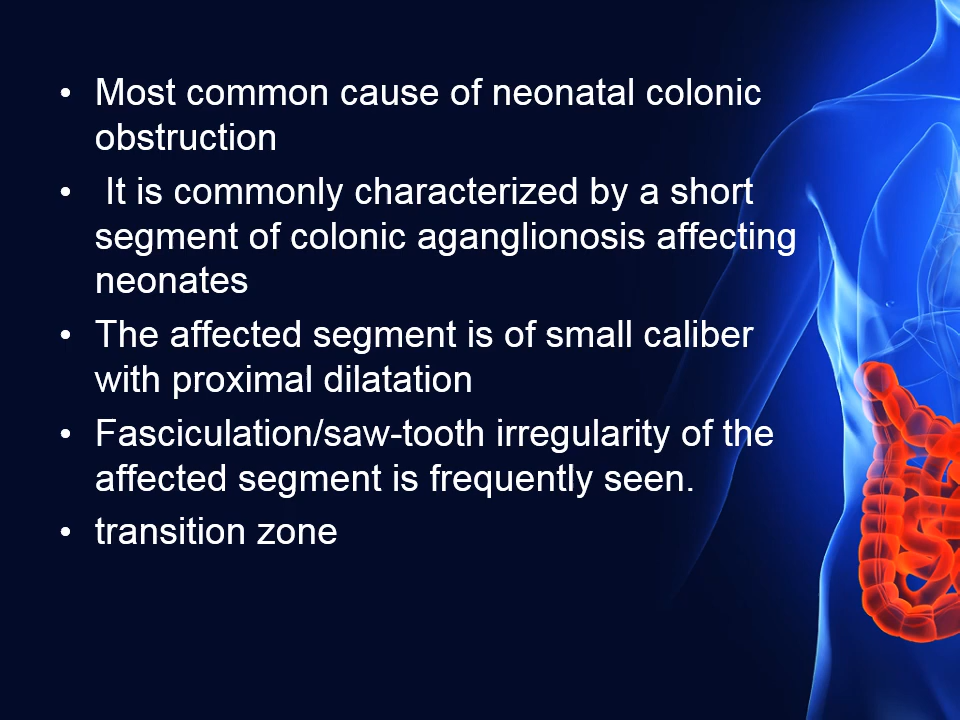 • Most common cause of neonatal colonic
obstruction
• It is commonly characterized by a short
segment of colonic aganglionosis affecting
neonates
• The affected segment is of small caliber
with proximal dilatation
• Fasciculation/saw-tooth irregularity of the
affected segment is frequently seen.
• transition zone